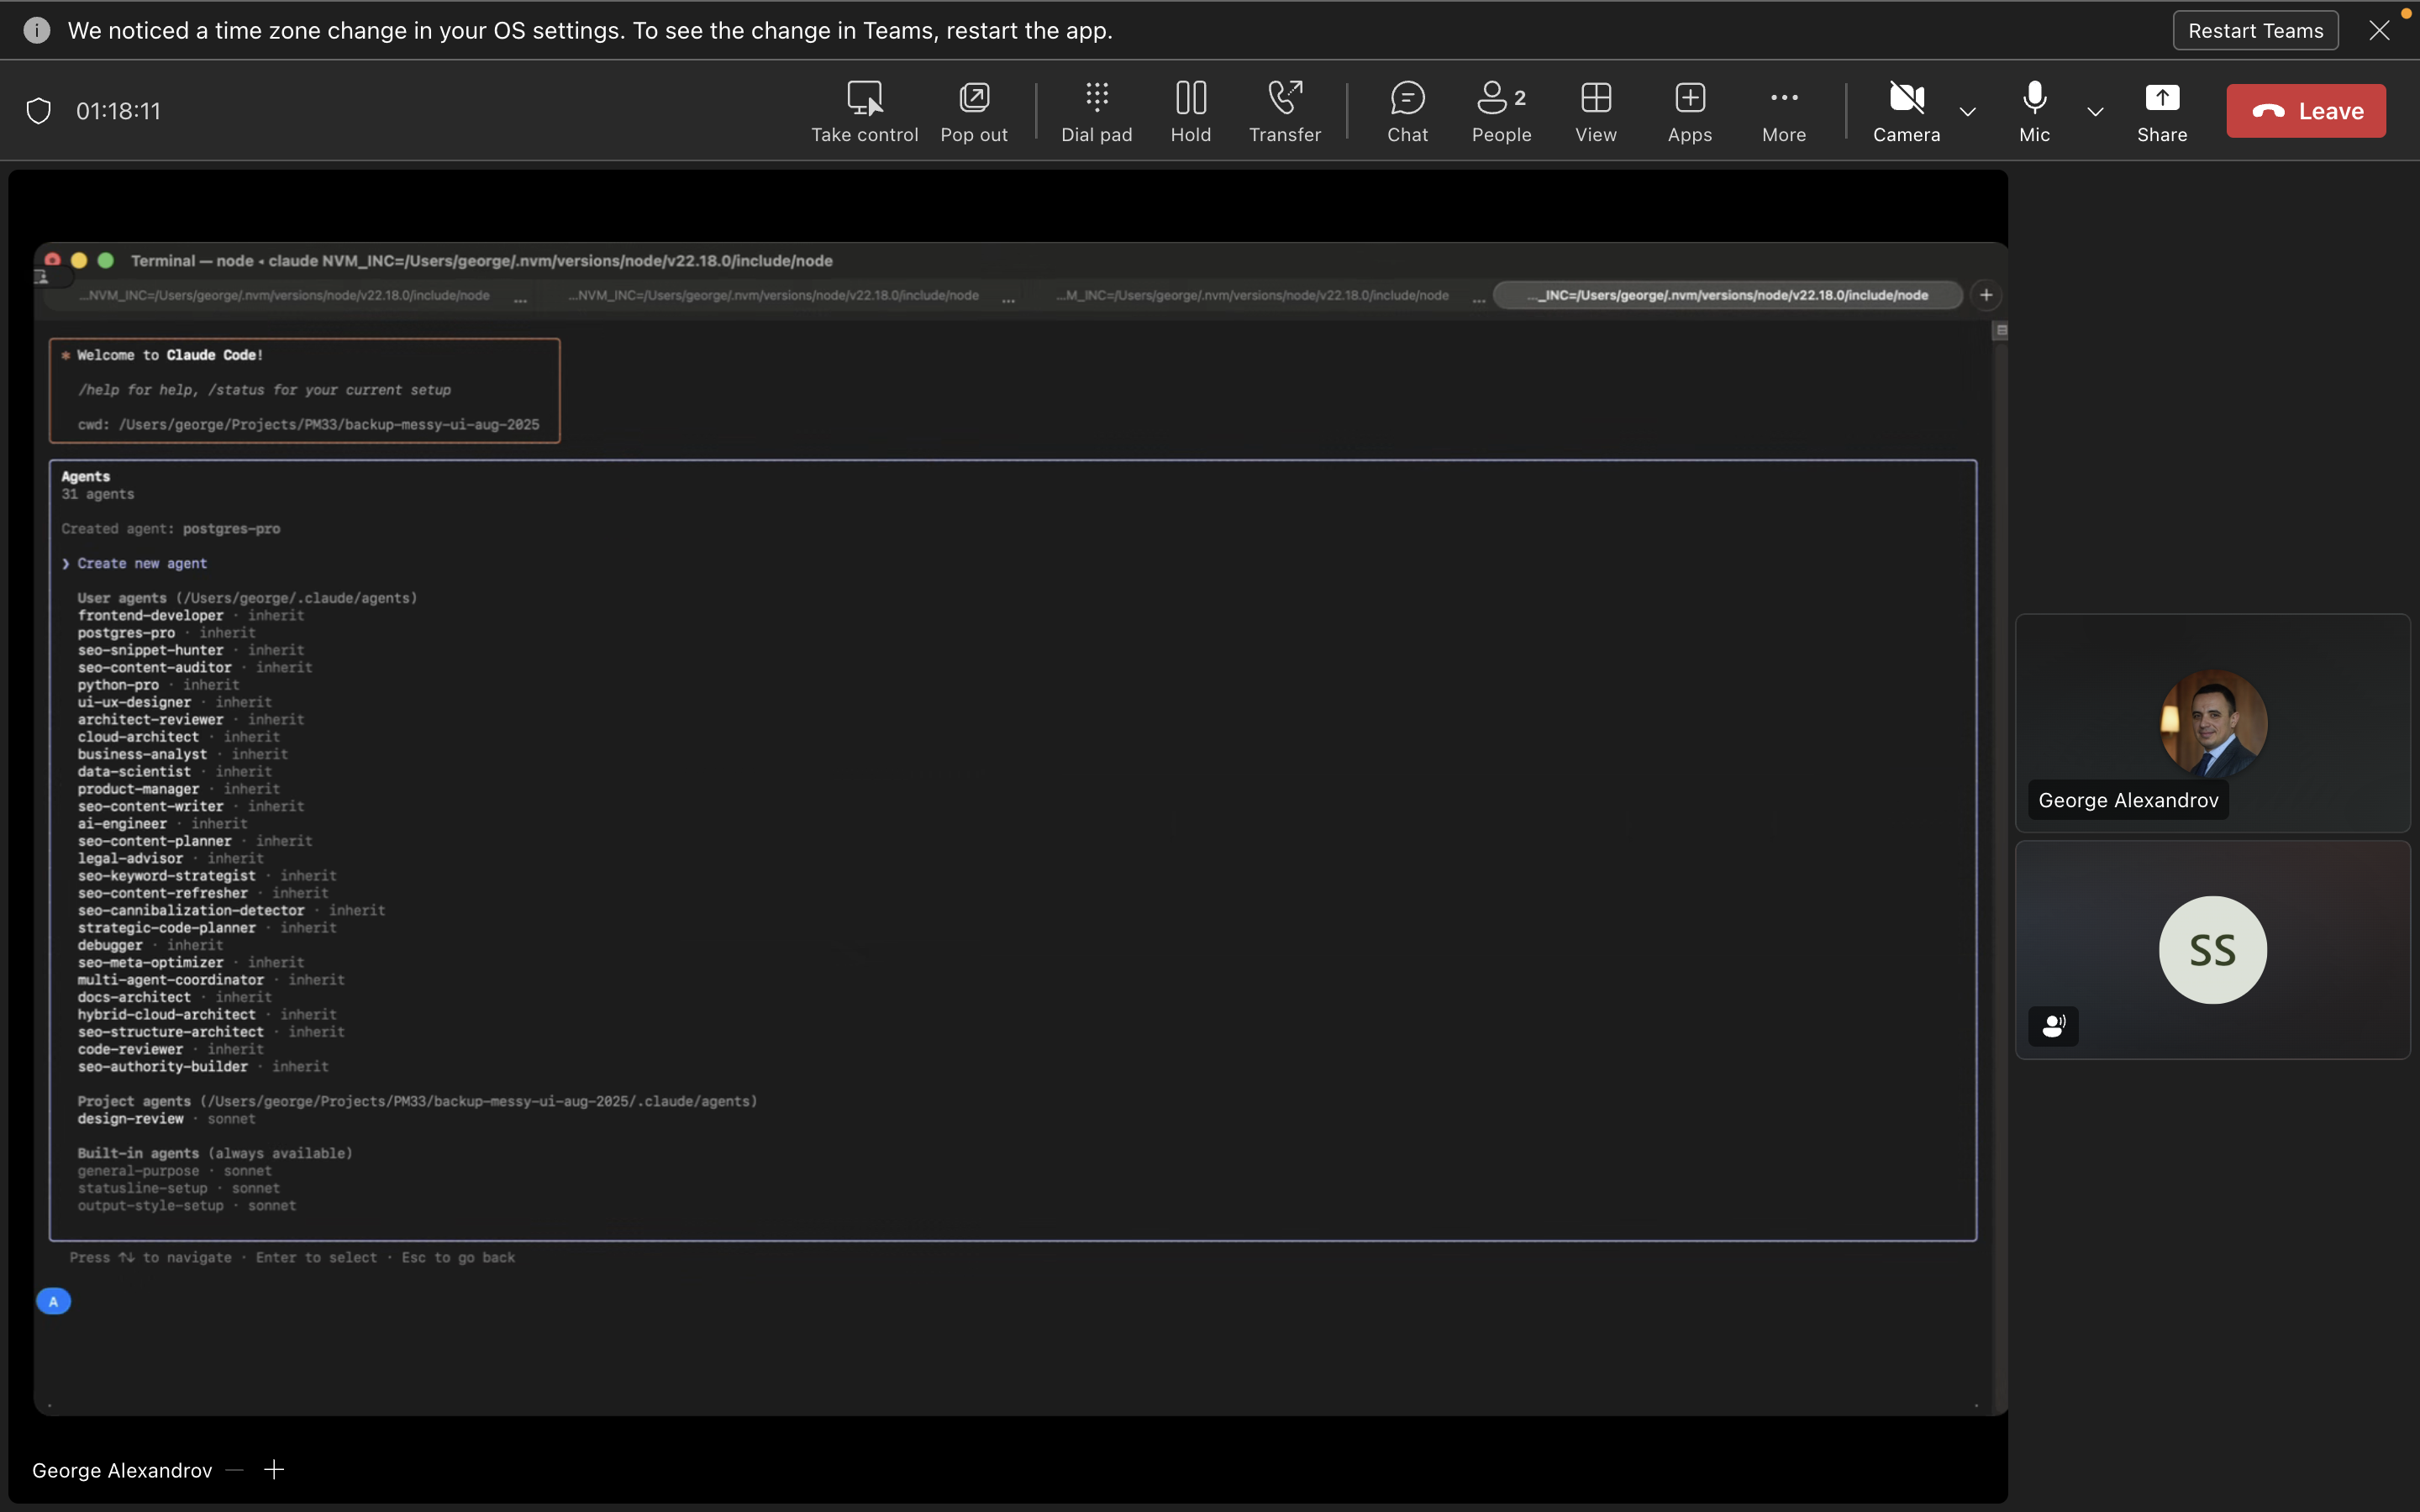 We noticed a time zone change in your OS settings. To see the change in Teams, restart the app.
Restart Teams
01:18:11
Take control
Pop out
Dial pad
Hold
Transfer
Chat
2
People
View
Apps
More
Camera
Mic
Share
Leave
Terminal — node ◂ claude NVM_INC=/Users/george/.nvm/versions/node/v22.18.0/include/node
...NVM_INC=/Users/george/.nvm/versions/node/v22.18.0/include/node ...
...NVM_INC=/Users/george/.nvm/versions/node/v22.18.0/include/node ...
...M_INC=/Users/george/.nvm/versions/node/v22.18.0/include/node ...
..._INC=/Users/george/.nvm/versions/node/v22.18.0/include/node
* Welcome to Claude Code!
/help for help, /status for your current setup
cwd: /Users/george/Projects/PM33/backup-messy-ui-aug-2025
Agents
31 agents
Created agent: postgres-pro
❯ Create new agent
User agents (/Users/george/.claude/agents)
frontend-developer · inherit
postgres-pro · inherit
seo-snippet-hunter · inherit
seo-content-auditor · inherit
python-pro · inherit
ui-ux-designer · inherit
architect-reviewer · inherit
cloud-architect · inherit
business-analyst · inherit
data-scientist · inherit
product-manager · inherit
seo-content-writer · inherit
ai-engineer · inherit
seo-content-planner · inherit
legal-advisor · inherit
seo-keyword-strategist · inherit
seo-content-refresher · inherit
seo-cannibalization-detector · inherit
strategic-code-planner · inherit
debugger · inherit
seo-meta-optimizer · inherit
multi-agent-coordinator · inherit
docs-architect · inherit
hybrid-cloud-architect · inherit
seo-structure-architect · inherit
code-reviewer · inherit
seo-authority-builder · inherit
Project agents (/Users/george/Projects/PM33/backup-messy-ui-aug-2025/.claude/agents)
design-review · sonnet
Built-in agents (always available)
general-purpose · sonnet
statusline-setup · sonnet
output-style-setup · sonnet
Press ↑↓ to navigate · Enter to select · Esc to go back
A
George Alexandrov
SS
George Alexandrov